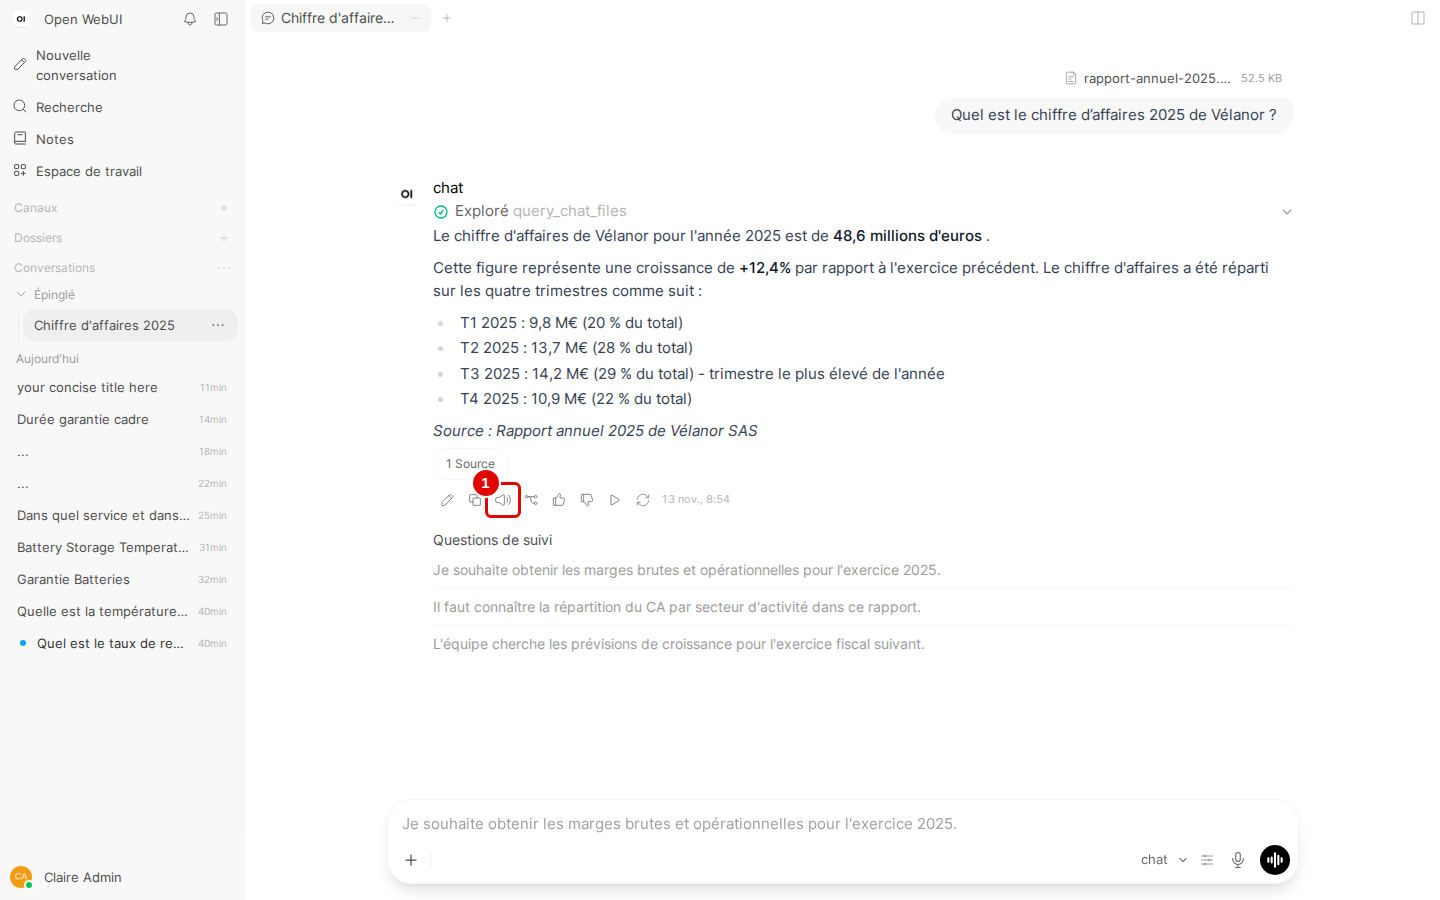 OI Open WebUI
Nouvelle
conversation
Recherche
Notes
Espace de travail
Canaux
Dossiers
Conversations
Épinglé
Chiffre d'affaires 2025
Aujourd'hui
your concise title here 11min
Durée garantie cadre 14min
... 18min
... 22min
Dans quel service et dans... 25min
Battery Storage Temperat... 31min
Garantie Batteries 32min
Quelle est la température... 40min
Quel est le taux de re... 40min
CA Claire Admin
Chiffre d'affaire...
rapport-annuel-2025.... 52.5 KB
Quel est le chiffre d’affaires 2025 de Vélanor ?
OI chat
Exploré query_chat_files
Le chiffre d'affaires de Vélanor pour l'année 2025 est de 48,6 millions d'euros .
Cette figure représente une croissance de +12,4% par rapport à l'exercice précédent. Le chiffre d'affaires a été réparti
sur les quatre trimestres comme suit :
T1 2025 : 9,8 M€ (20 % du total)
T2 2025 : 13,7 M€ (28 % du total)
T3 2025 : 14,2 M€ (29 % du total) - trimestre le plus élevé de l'année
T4 2025 : 10,9 M€ (22 % du total)
Source : Rapport annuel 2025 de Vélanor SAS
1 Source
1
13 nov., 8:54
Questions de suivi
Je souhaite obtenir les marges brutes et opérationnelles pour l'exercice 2025.
Il faut connaître la répartition du CA par secteur d'activité dans ce rapport.
L'équipe cherche les prévisions de croissance pour l'exercice fiscal suivant.
Je souhaite obtenir les marges brutes et opérationnelles pour l'exercice 2025.
chat